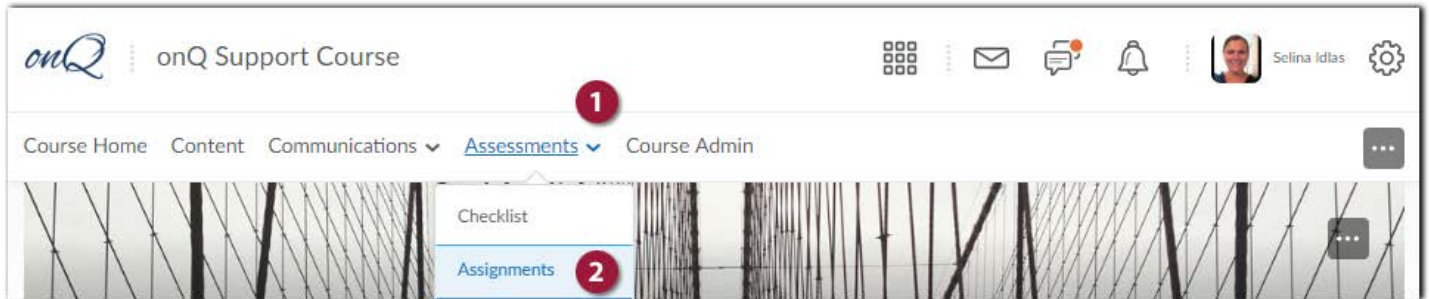 onQ onQ Support Course Selina Idlas
1
Course Home Content Communications Assessments Course Admin
Checklist
Assignments 2